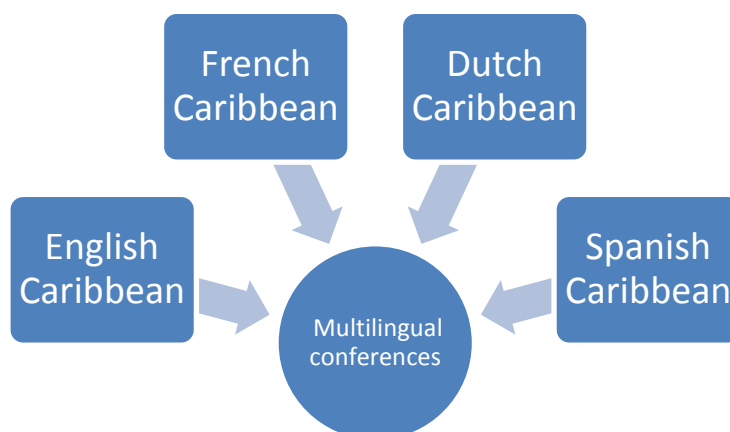 French
Caribbean
Dutch
Caribbean
English
Caribbean
Spanish
Caribbean
Multilingual
conferences